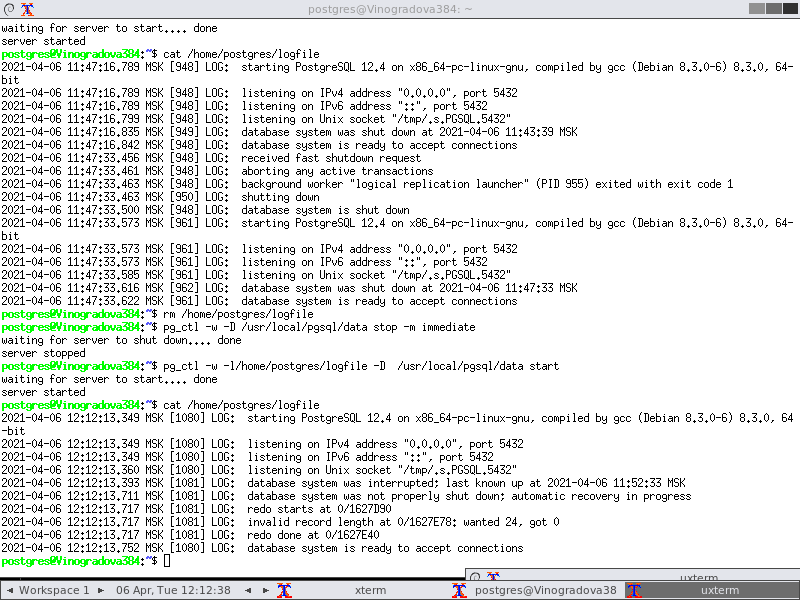 postgres@Vinogradova384: ~
waiting for server to start.... done
server started
postgres@Vinogradova384:~$ cat /home/postgres/logfile
2021-04-06 11:47:16.789 MSK [948] LOG:  starting PostgreSQL 12.4 on x86_64-pc-linux-gnu, compiled by gcc (Debian 8.3.0-6) 8.3.0, 64-
bit
2021-04-06 11:47:16.789 MSK [948] LOG:  listening on IPv4 address "0.0.0.0", port 5432
2021-04-06 11:47:16.789 MSK [948] LOG:  listening on IPv6 address "::", port 5432
2021-04-06 11:47:16.799 MSK [948] LOG:  listening on Unix socket "/tmp/.s.PGSQL.5432"
2021-04-06 11:47:16.835 MSK [949] LOG:  database system was shut down at 2021-04-06 11:43:39 MSK
2021-04-06 11:47:16.842 MSK [948] LOG:  database system is ready to accept connections
2021-04-06 11:47:33.456 MSK [948] LOG:  received fast shutdown request
2021-04-06 11:47:33.461 MSK [948] LOG:  aborting any active transactions
2021-04-06 11:47:33.463 MSK [948] LOG:  background worker "logical replication launcher" (PID 955) exited with exit code 1
2021-04-06 11:47:33.463 MSK [950] LOG:  shutting down
2021-04-06 11:47:33.500 MSK [948] LOG:  database system is shut down
2021-04-06 11:47:33.573 MSK [961] LOG:  starting PostgreSQL 12.4 on x86_64-pc-linux-gnu, compiled by gcc (Debian 8.3.0-6) 8.3.0, 64-
bit
2021-04-06 11:47:33.573 MSK [961] LOG:  listening on IPv4 address "0.0.0.0", port 5432
2021-04-06 11:47:33.573 MSK [961] LOG:  listening on IPv6 address "::", port 5432
2021-04-06 11:47:33.585 MSK [961] LOG:  listening on Unix socket "/tmp/.s.PGSQL.5432"
2021-04-06 11:47:33.616 MSK [962] LOG:  database system was shut down at 2021-04-06 11:47:33 MSK
2021-04-06 11:47:33.622 MSK [961] LOG:  database system is ready to accept connections
postgres@Vinogradova384:~$ rm /home/postgres/logfile
postgres@Vinogradova384:~$ pg_ctl -w -D /usr/local/pgsql/data stop -m immediate
waiting for server to shut down.... done
server stopped
postgres@Vinogradova384:~$ pg_ctl -w -l/home/postgres/logfile -D  /usr/local/pgsql/data start
waiting for server to start.... done
server started
postgres@Vinogradova384:~$ cat /home/postgres/logfile
2021-04-06 12:12:13.349 MSK [1080] LOG:  starting PostgreSQL 12.4 on x86_64-pc-linux-gnu, compiled by gcc (Debian 8.3.0-6) 8.3.0, 64
-bit
2021-04-06 12:12:13.349 MSK [1080] LOG:  listening on IPv4 address "0.0.0.0", port 5432
2021-04-06 12:12:13.349 MSK [1080] LOG:  listening on IPv6 address "::", port 5432
2021-04-06 12:12:13.360 MSK [1080] LOG:  listening on Unix socket "/tmp/.s.PGSQL.5432"
2021-04-06 12:12:13.393 MSK [1081] LOG:  database system was interrupted; last known up at 2021-04-06 11:52:33 MSK
2021-04-06 12:12:13.711 MSK [1081] LOG:  database system was not properly shut down; automatic recovery in progress
2021-04-06 12:12:13.717 MSK [1081] LOG:  redo starts at 0/1627D90
2021-04-06 12:12:13.717 MSK [1081] LOG:  invalid record length at 0/1627E78: wanted 24, got 0
2021-04-06 12:12:13.717 MSK [1081] LOG:  redo done at 0/1627E40
2021-04-06 12:12:13.752 MSK [1080] LOG:  database system is ready to accept connections
postgres@Vinogradova384:~$
uxterm
Workspace 1 06 Apr, Tue 12:12:38 xterm postgres@Vinogradova38 uxterm